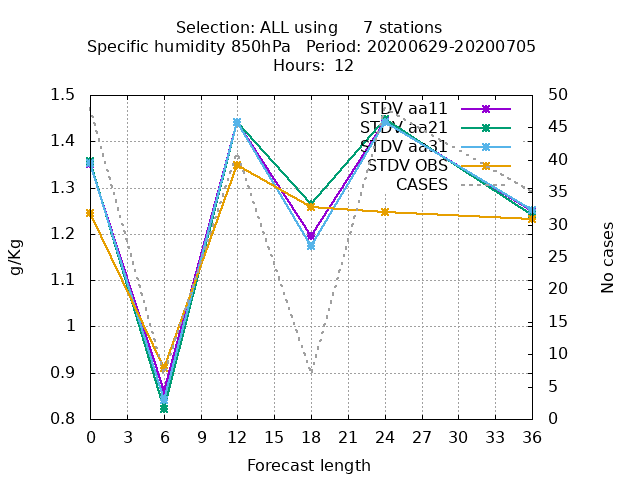 Selection: ALL using     7 stations
Specific humidity 850hPa   Period: 20200629-20200705
Hours:  12
1.5
1.4
1.3
1.2
1.1
1
0.9
0.8
g/Kg
STDV aa11
STDV aa21
STDV aa31
STDV OBS
CASES
50
45
40
35
30
25
20
15
10
5
0
No cases
0 3 6 9 12 15 18 21 24 27 30 33 36
Forecast length